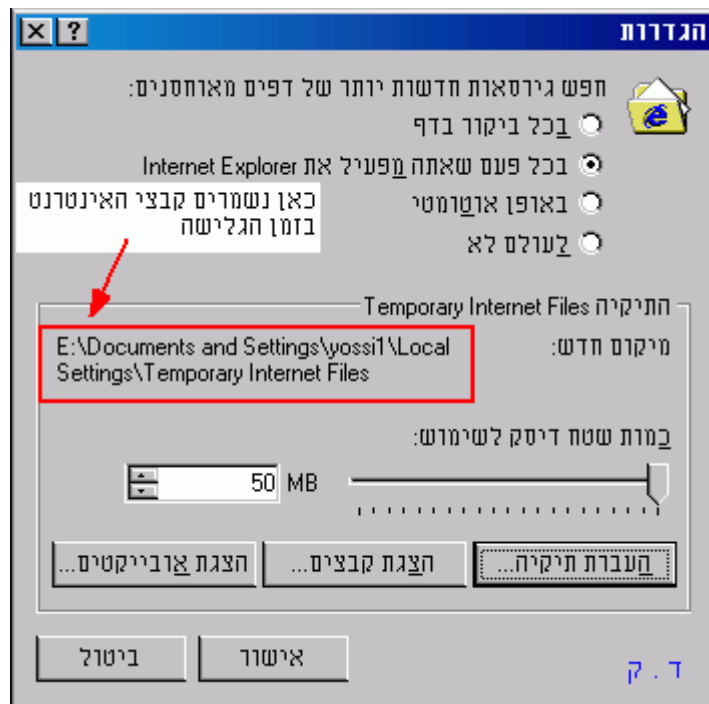 הגדרות
חפש גירסאות חדשות יותר של דפים מאוחסנים:
בכל ביקור בדף
בכל פעם שאתה מפעיל את Internet Explorer
באופן אוטומטי
לעולם לא
כאן נשמרים קבצי האינטרנט
בזמן הגלישה
התיקיה Temporary Internet Files
מיקום חדש:
E:\Documents and Settings\yossi1\Local
Settings\Temporary Internet Files
כמות שטח דיסק לשימוש:
50 MB
העברת תיקיה...
הצגת קבצים...
הצגת אובייקטים...
אישור
ביטול
ד . ק